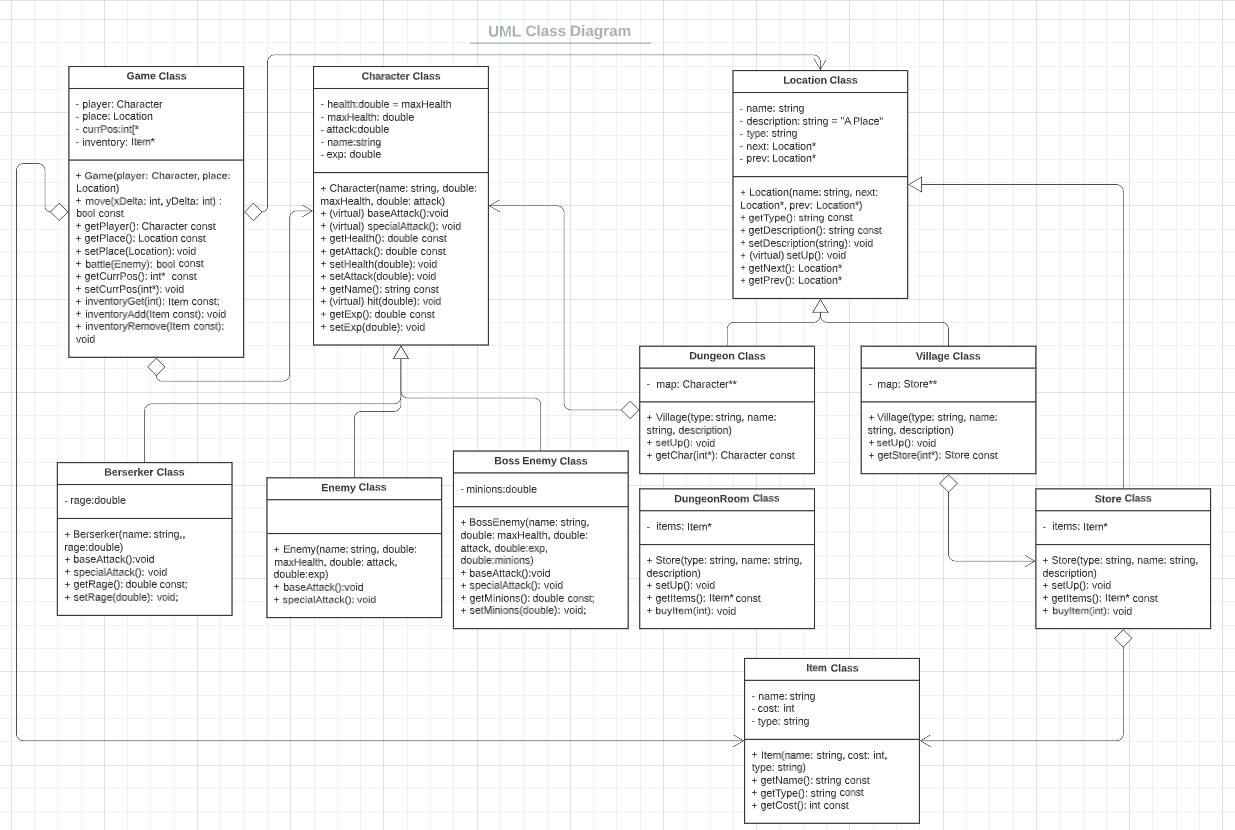 UML Class Diagram
Game Class
- player: Character
- place: Location
- currPos:int[*
- inventory: Item*
+ Game(player: Character, place:
Location)
+ move(xDelta: int, yDelta: int) :
bool const
+ getPlayer(): Character const
+ getPlace(): Location const
+ setPlace(Location): void
+ battle(Enemy): bool const
+ getCurrPos(): int* const
+ setCurrPos(int*): void
+ inventoryGet(int): Item const;
+ inventoryAdd(Item const): void
+ inventoryRemove(Item const):
void
Character Class
- health:double = maxHealth
- maxHealth: double
- attack:double
- name:string
- exp: double
+ Character(name: string, double:
maxHealth, double: attack)
+ (virtual) baseAttack():void
+ (virtual) specialAttack(): void
+ getHealth(): double const
+ getAttack(): double const
+ setHealth(double): void
+ setAttack(double): void
+ getName(): string const
+ (virtual) hit(double): void
+ getExp(): double const
+ setExp(double): void
Location Class
- name: string
- description: string = "A Place"
- type: string
- next: Location*
- prev: Location*
+ Location(name: string, next:
Location*, prev: Location*)
+ getType(): string const
+ getDescription(): string const
+ setDescription(string): void
+ (virtual) setUp(): void
+ getNext(): Location*
+ getPrev(): Location*
Dungeon Class
- map: Character**
+ Village(type: string, name:
string, description)
+ setUp(): void
+ getChar(int*): Character const
Village Class
- map: Store**
+ Village(type: string, name:
string, description)
+ setUp(): void
+ getStore(int*): Store const
Berserker Class
- rage:double
+ Berserker(name: string,,
rage:double)
+ baseAttack():void
+ specialAttack(): void
+ getRage(): double const;
+ setRage(double): void;
Enemy Class
+ Enemy(name: string, double:
maxHealth, double: attack,
double:exp)
+ baseAttack():void
+ specialAttack(): void
Boss Enemy Class
- minions:double
+ BossEnemy(name: string,
double: maxHealth, double:
attack, double:exp,
double:minions)
+ baseAttack():void
+ specialAttack(): void
+ getMinions(): double const;
+ setMinions(double): void;
DungeonRoom Class
- items: Item*
+ Store(type: string, name: string,
description)
+ setUp(): void
+ getItems(): Item* const
+ buyItem(int): void
Store Class
- items: Item*
+ Store(type: string, name: string,
description)
+ setUp(): void
+ getItems(): Item* const
+ buyItem(int): void
Item Class
- name: string
- cost: int
- type: string
+ Item(name: string, cost: int,
type: string)
+ getName(): string const
+ getType(): string const
+ getCost(): int const